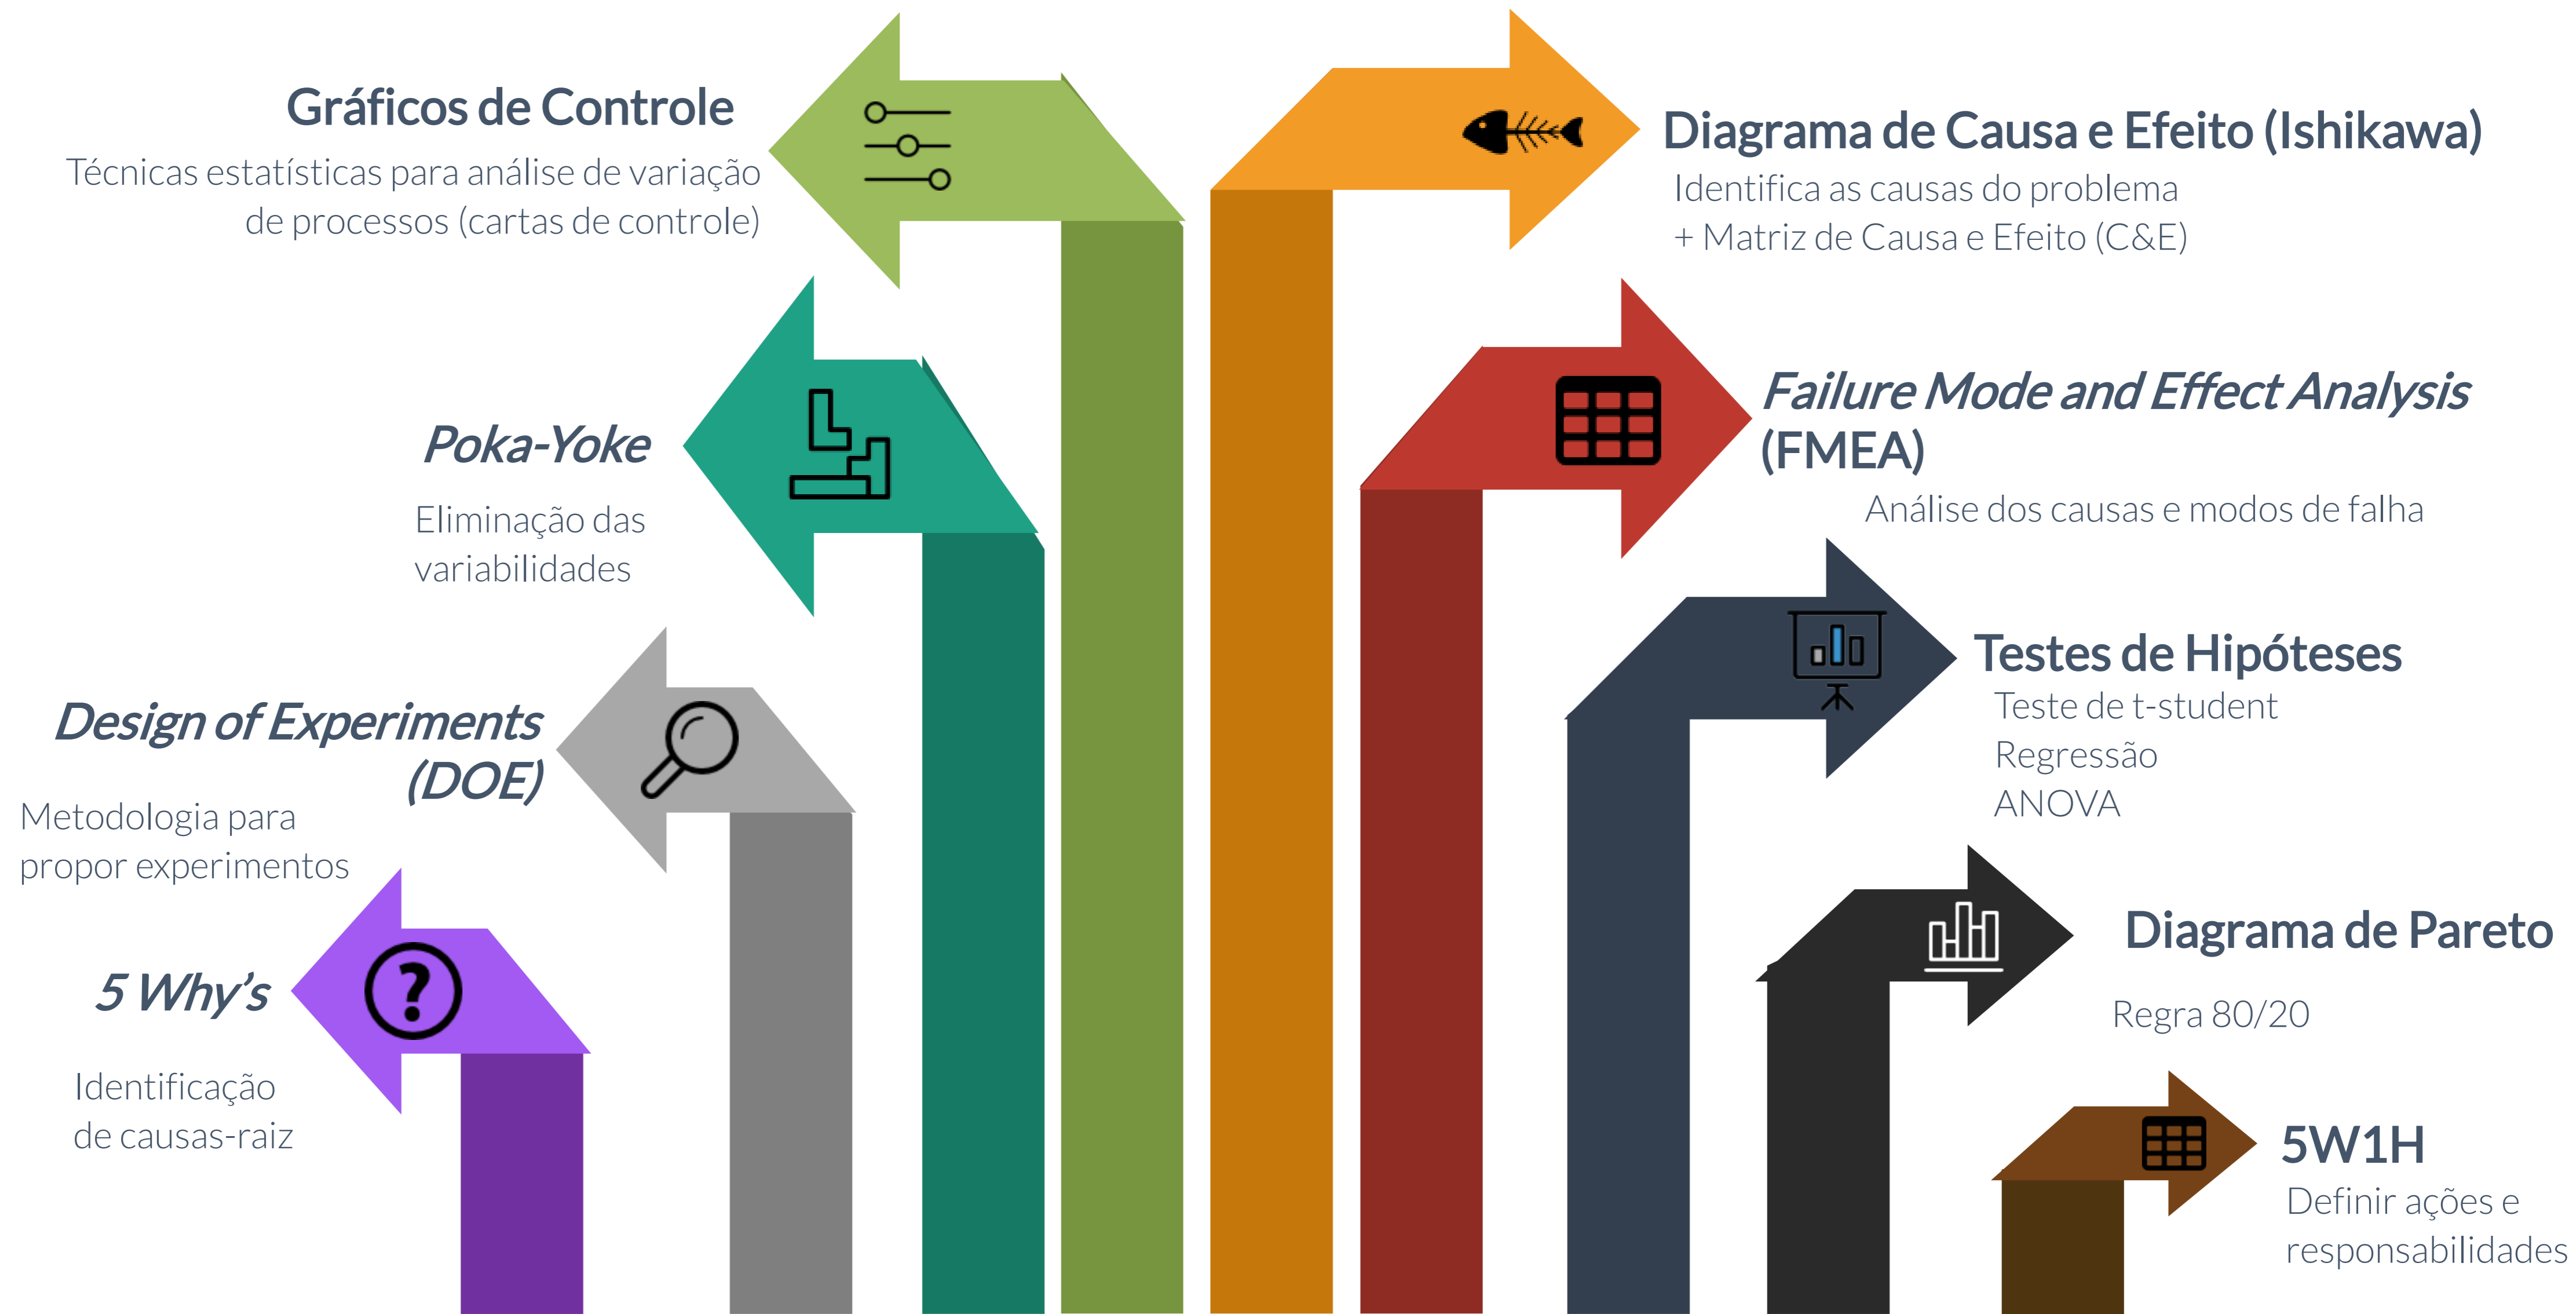 Gráficos de Controle
Técnicas estatísticas para análise de variação
de processos (cartas de controle)
Poka-Yoke
Eliminação das
variabilidades
Design of Experiments
(DOE)
Metodologia para
propor experimentos
5 Why's
?
Identificação
de causas-raiz
Diagrama de Causa e Efeito (Ishikawa)
Identifica as causas do problema
+ Matriz de Causa e Efeito (C&E)
Failure Mode and Effect Analysis
(FMEA)
Análise dos causas e modos de falha
Testes de Hipóteses
Teste de t-student
Regressão
ANOVA
Diagrama de Pareto
Regra 80/20
5W1H
Definir ações e
responsabilidades